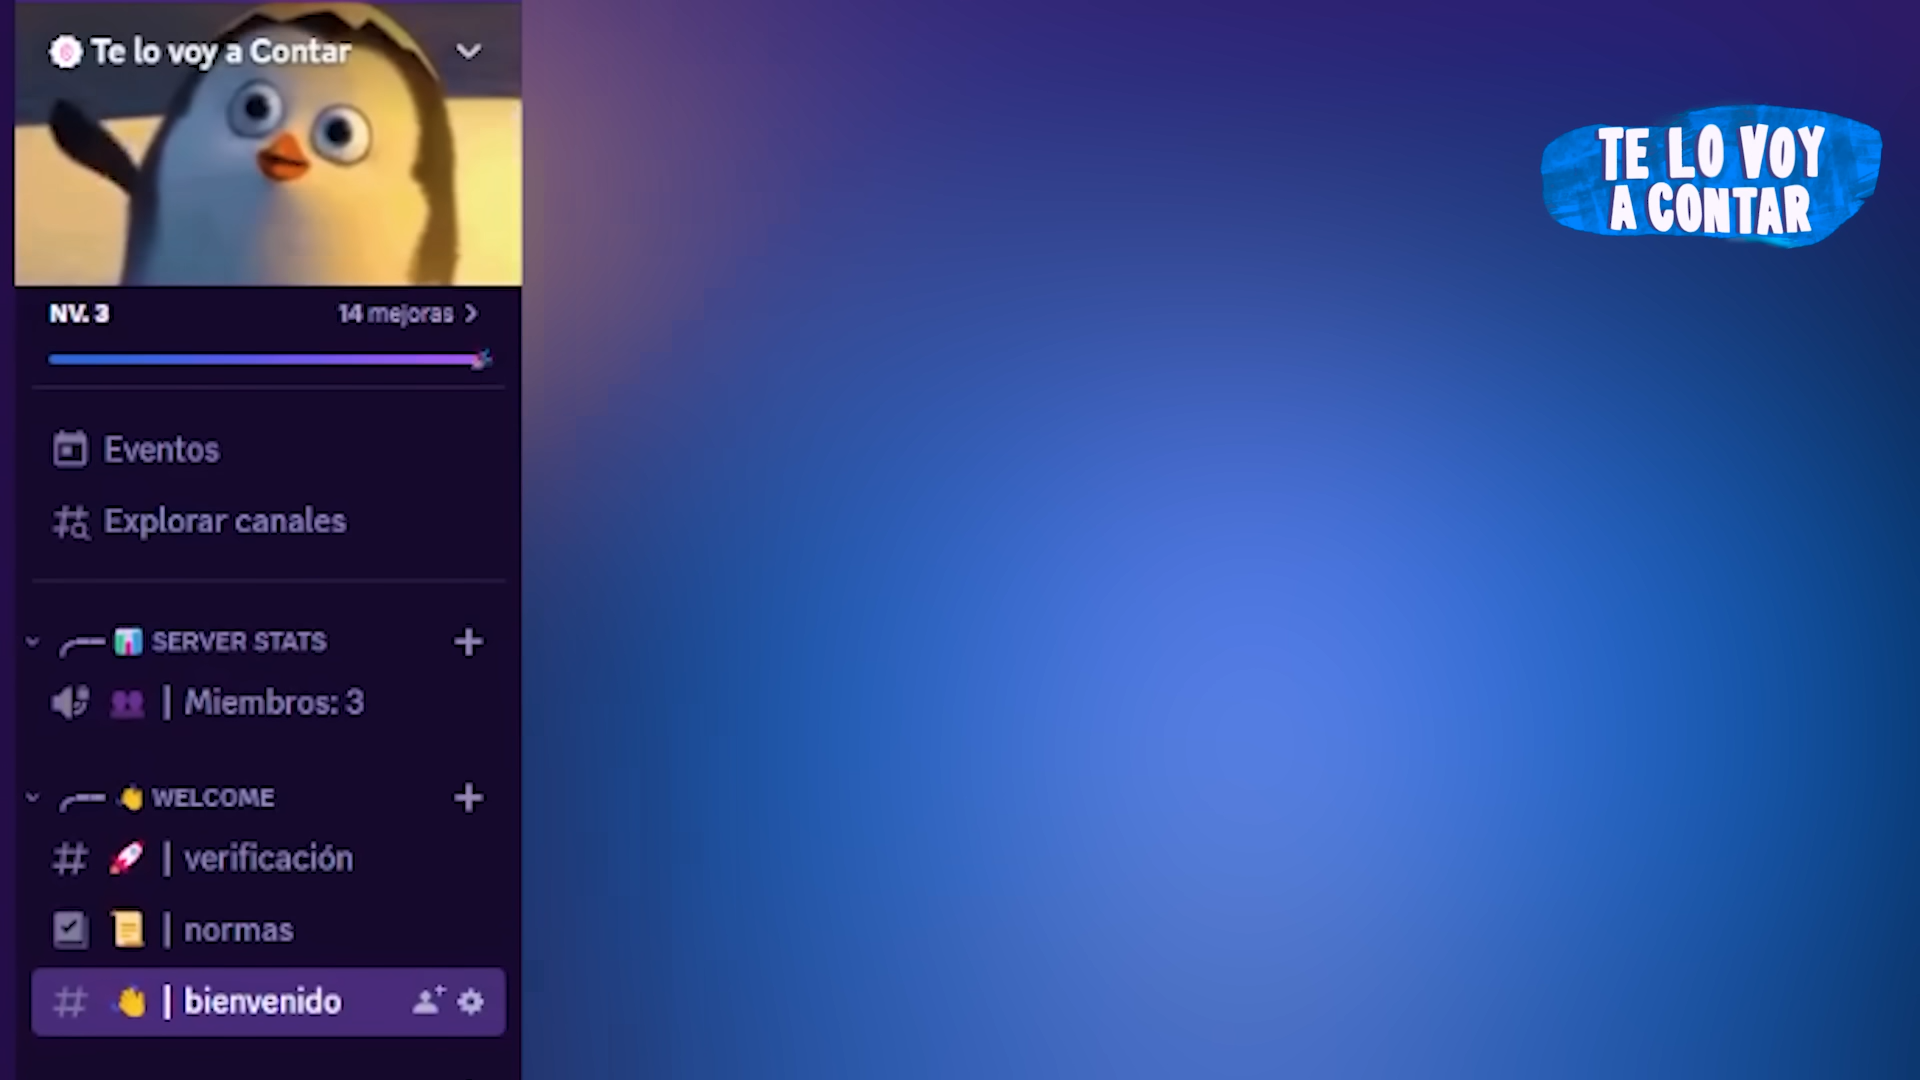 Te lo voy a Contar
NV. 3
14 mejoras
Eventos
Explorar canales
SERVER STATS
| Miembros: 3
WELCOME
| verificación
| normas
| bienvenido
TE LO VOY
A CONTAR